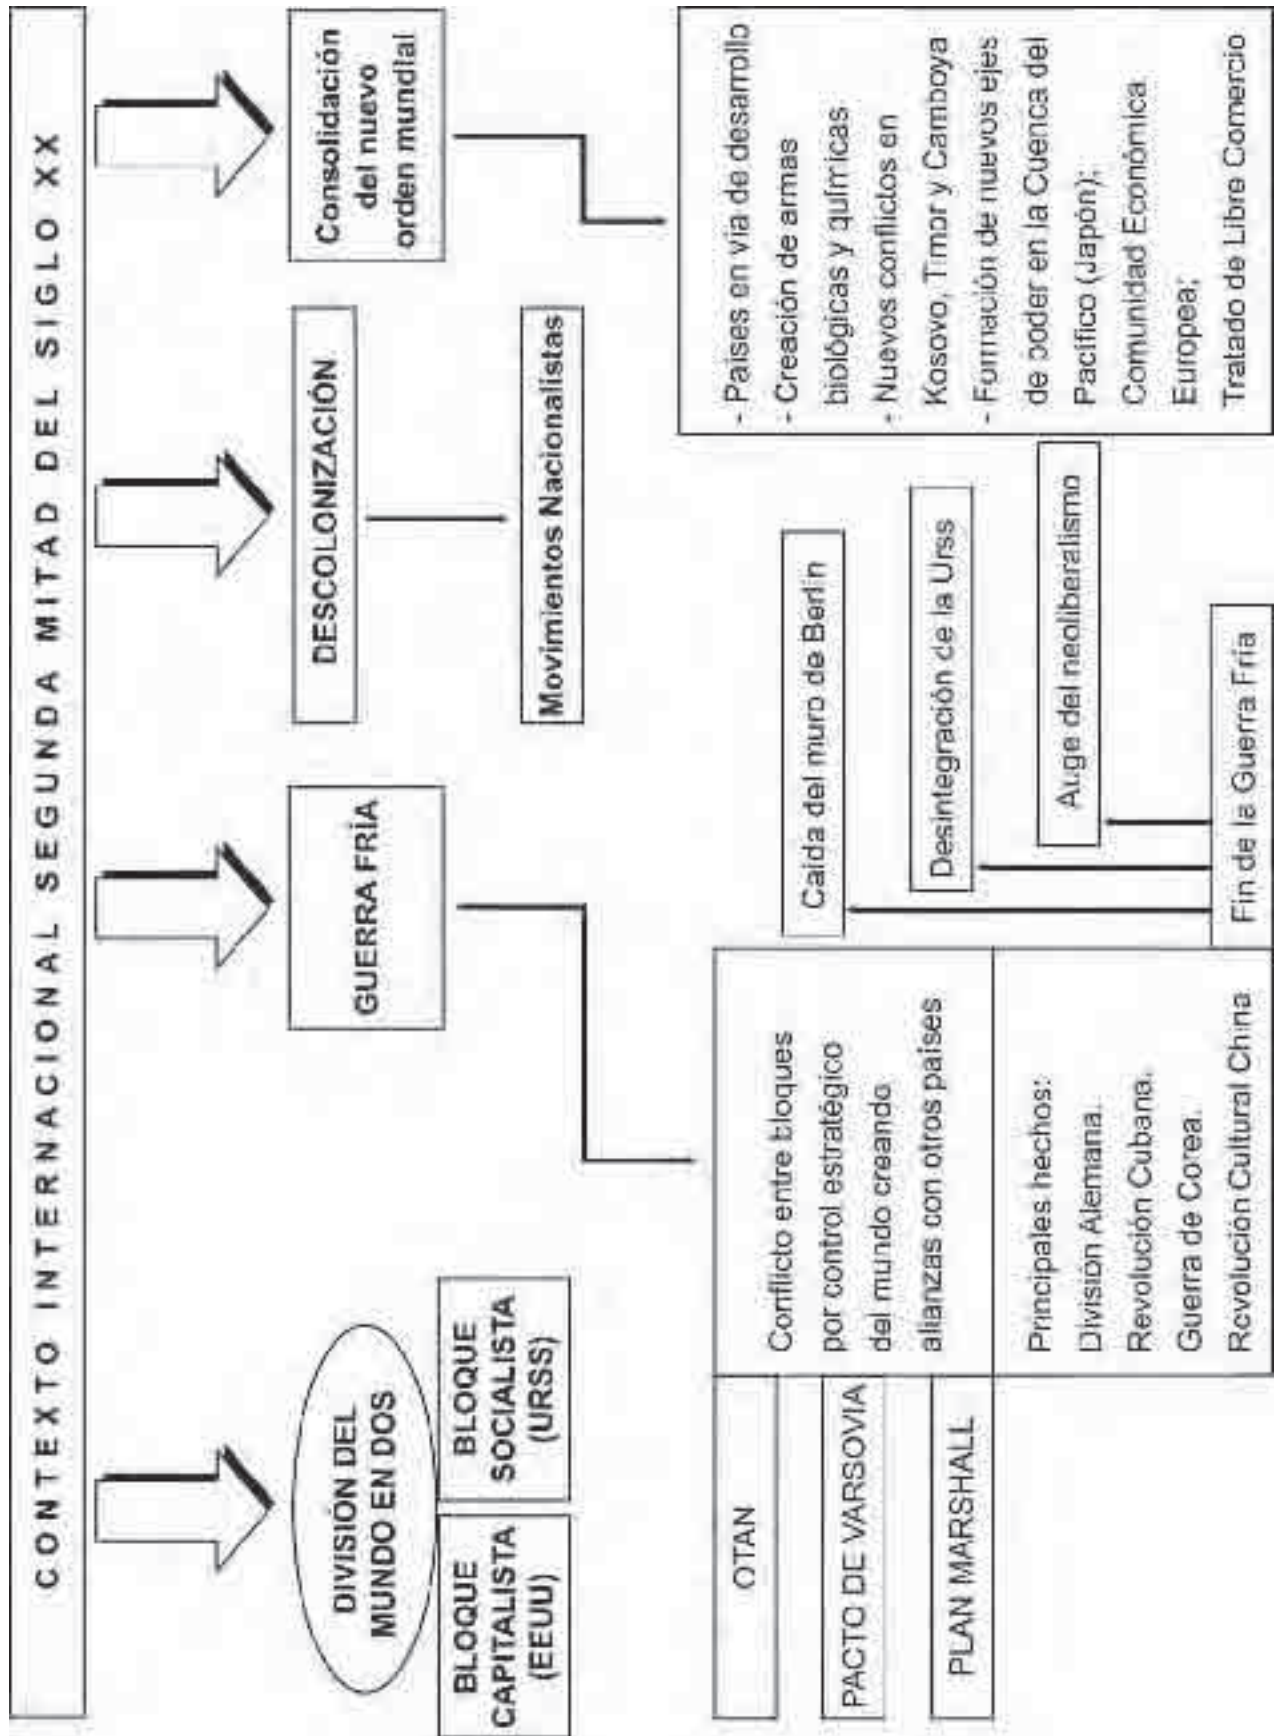 CONTEXTO INTERNACIONAL SEGUNDA MITAD DEL SIGLO XX
DIVISIÓN DEL
MUNDO EN DOS
BLOQUE
CAPITALISTA
(EEUU)
BLOQUE
SOCIALISTA
(URSS)
GUERRA FRÍA
DESCOLONIZACIÓN
Movimientos Nacionalistas
Consolidación
del nuevo
orden mundial
OTAN
PACTO DE VARSOVIA
PLAN MARSHALL
Conflicto entre bloques
por control estratégico
del mundo creando
alianzas con otros países
Principales hechos:
División Alemana.
Revolución Cubana.
Guerra de Corea.
Revolución Cultural China
Caida del muro de Berlin
Desintegración de la Urss
Auge del neoliberalismo
Fin de la Guerra Fría
- Paises en via de desarrollo
- Creación de armas
biológicas y químicas
- Nuevos conflictos en
Kosovo, Timor y Camboya
- Formación de nuevos ejes
de poder en la Cuenca del
Pacífico (Japón);
Comunidad Económica
Europea;
Tratado de Libre Comercio